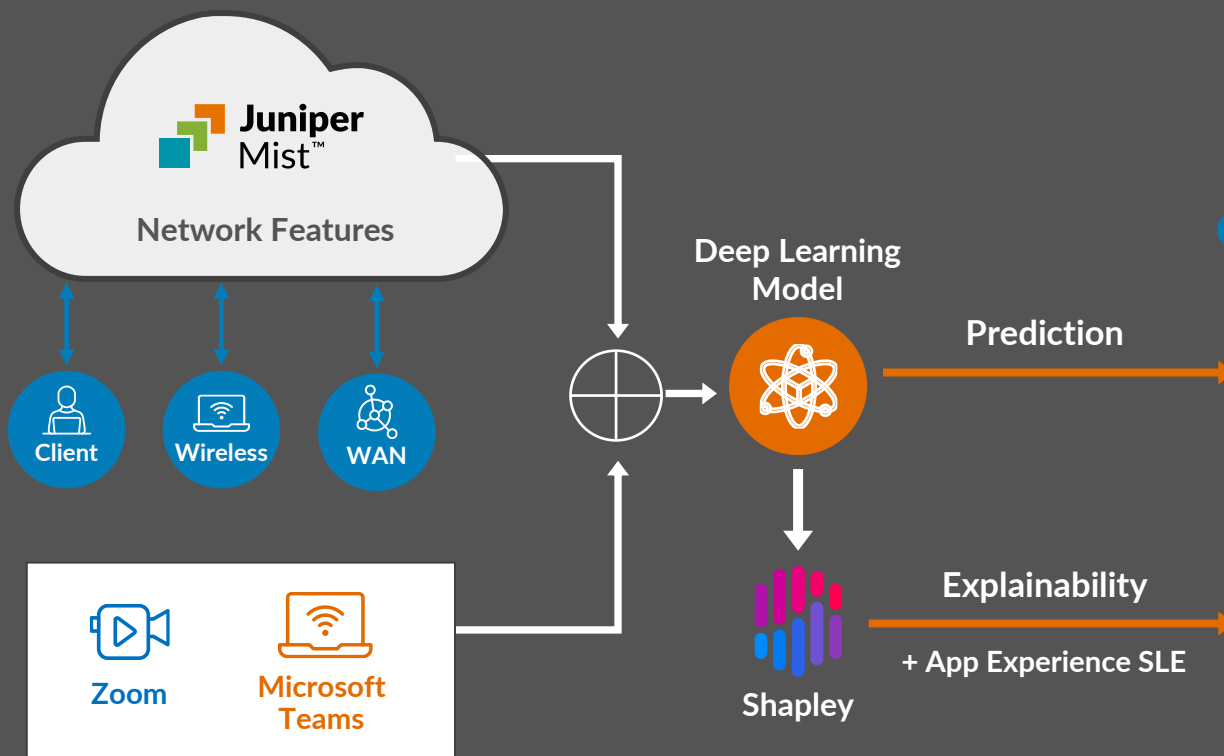 Juniper
Mist™
Network Features
Client
Wireless
WAN
Zoom
Microsoft
Teams
Deep Learning
Model
Prediction
Shapley
Explainability
+ App Experience SLE